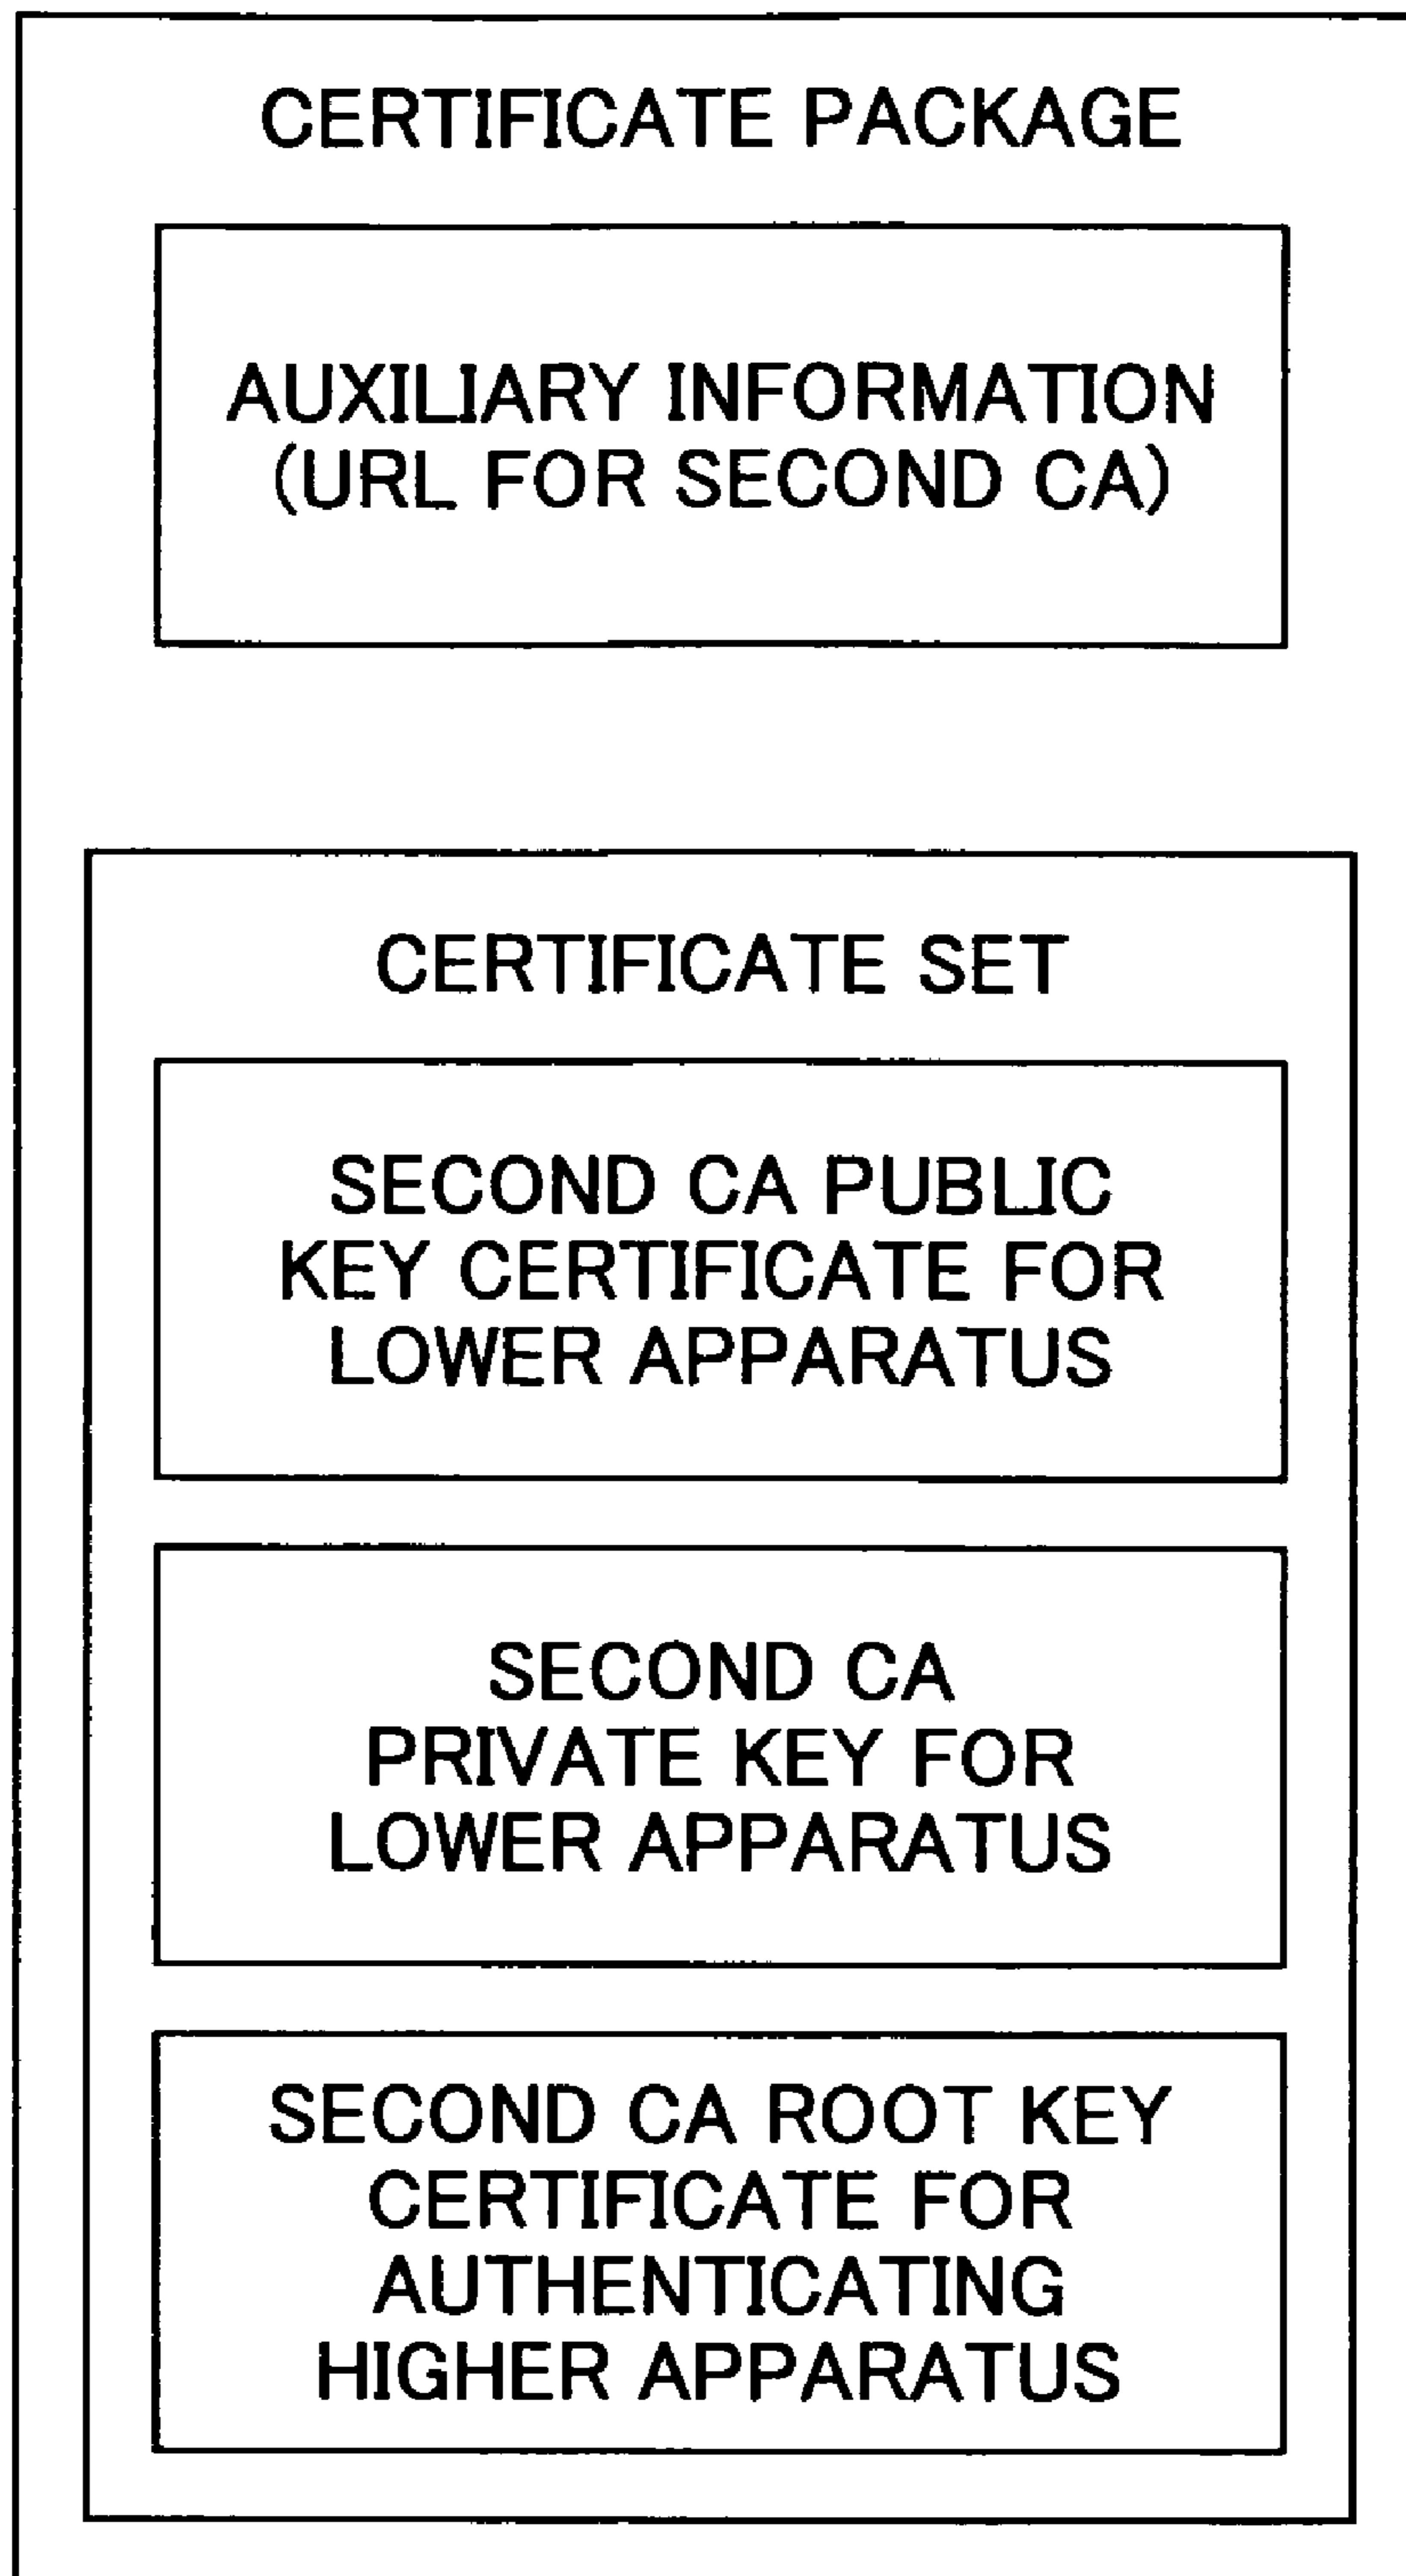 CERTIFICATE PACKAGE
AUXILIARY INFORMATION
(URL FOR SECOND CA)
CERTIFICATE SET
SECOND CA PUBLIC
KEY CERTIFICATE FOR
LOWER APPARATUS
SECOND CA
PRIVATE KEY FOR
LOWER APPARATUS
SECOND CA ROOT KEY
CERTIFICATE FOR
AUTHENTICATING
HIGHER APPARATUS